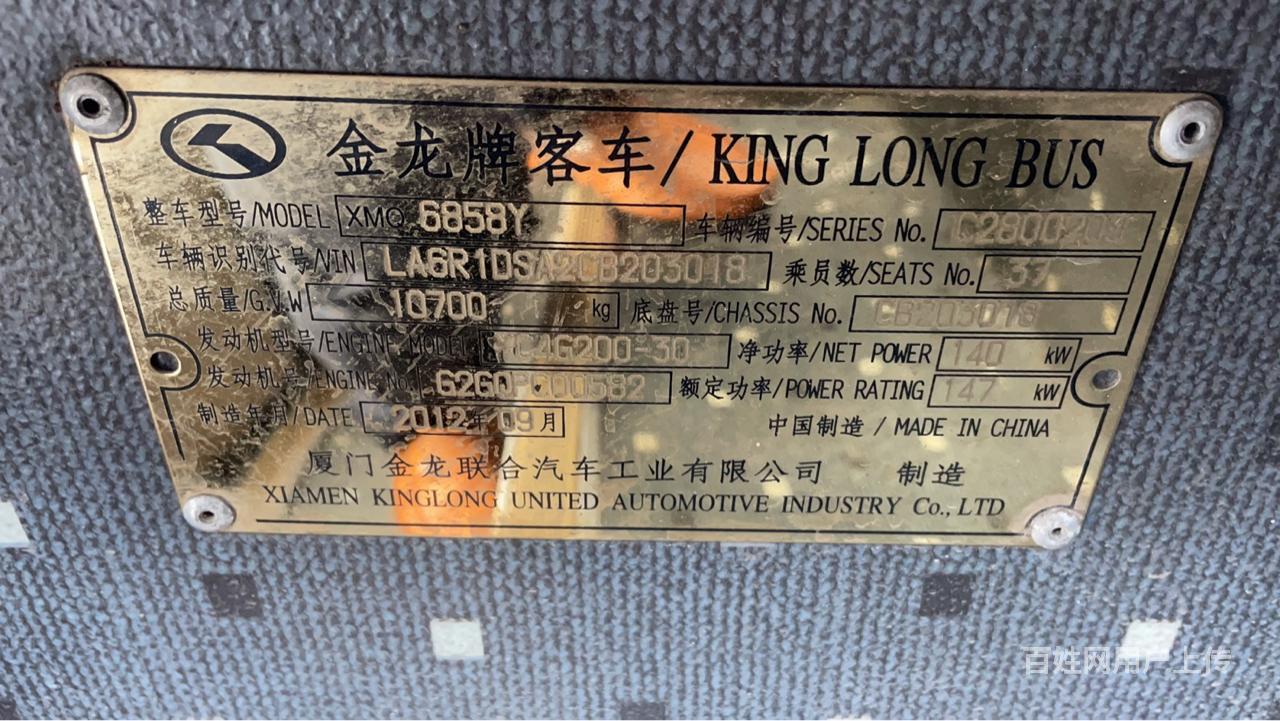 金龙牌客车/KING LONG BUS
整车型号/MODEL XMQ 6858Y 车辆编号/SERIES No.
车辆识别代号/VIN LA6R1DSA2CB203018 乘员数/SEATS No. 37
总质量/G.V.W 10700 kg 底盘号/CHASSIS No. CB203018
发动机型号/ENGINE MODEL 净功率/NET POWER 140 kW
发动机号/ENGINE No. 额定功率/POWER RATING 147 kW
制造年月/DATE 2012年 09月 中国制造 / MADE IN CHINA
厦门金龙联合汽车工业有限公司 制造
XIAMEN KINGLONG UNITED AUTOMOTIVE INDUSTRY Co., LTD
百姓网用户上传